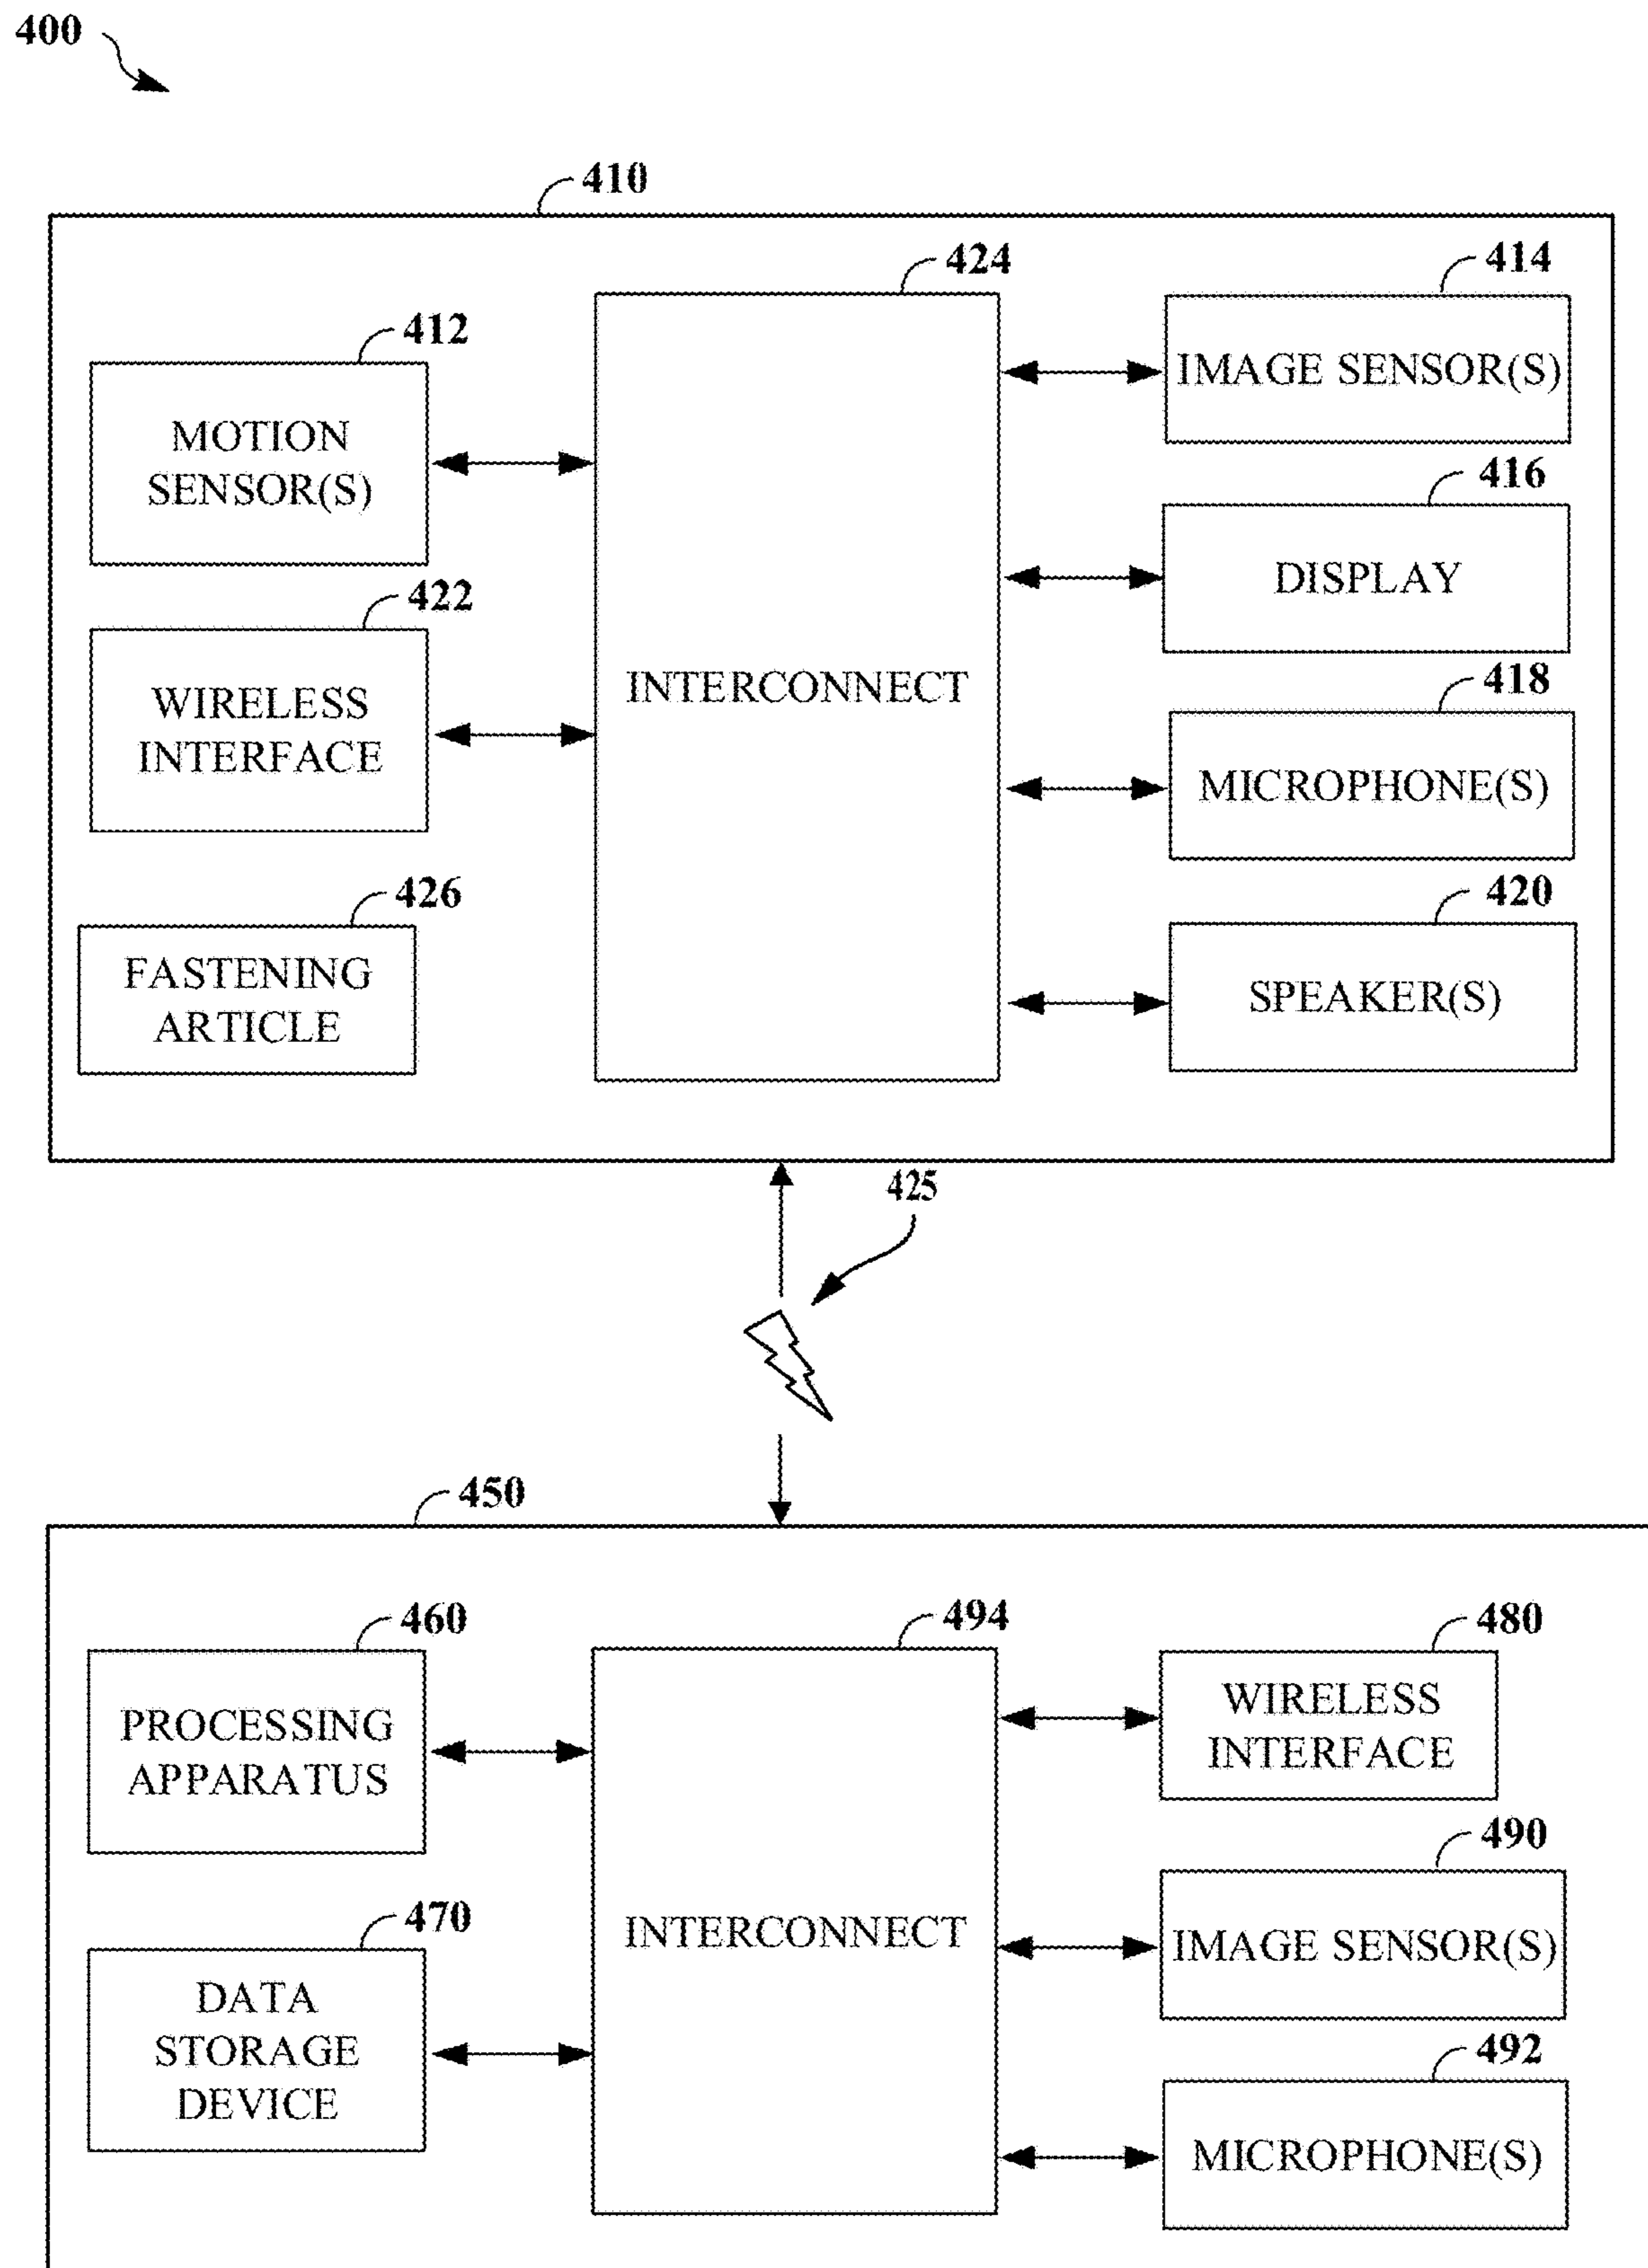 400
410
424
414
412
IMAGE SENSOR(S)
MOTION
SENSOR(S)
416
DISPLAY
422
WIRELESS
INTERFACE
INTERCONNECT
418
MICROPHONE(S)
426
FASTENING
ARTICLE
420
SPEAKER(S)
425
450
460
494
480
PROCESSING
APPARATUS
WIRELESS
INTERFACE
490
470
INTERCONNECT
IMAGE SENSOR(S)
DATA
STORAGE
DEVICE
492
MICROPHONE(S)